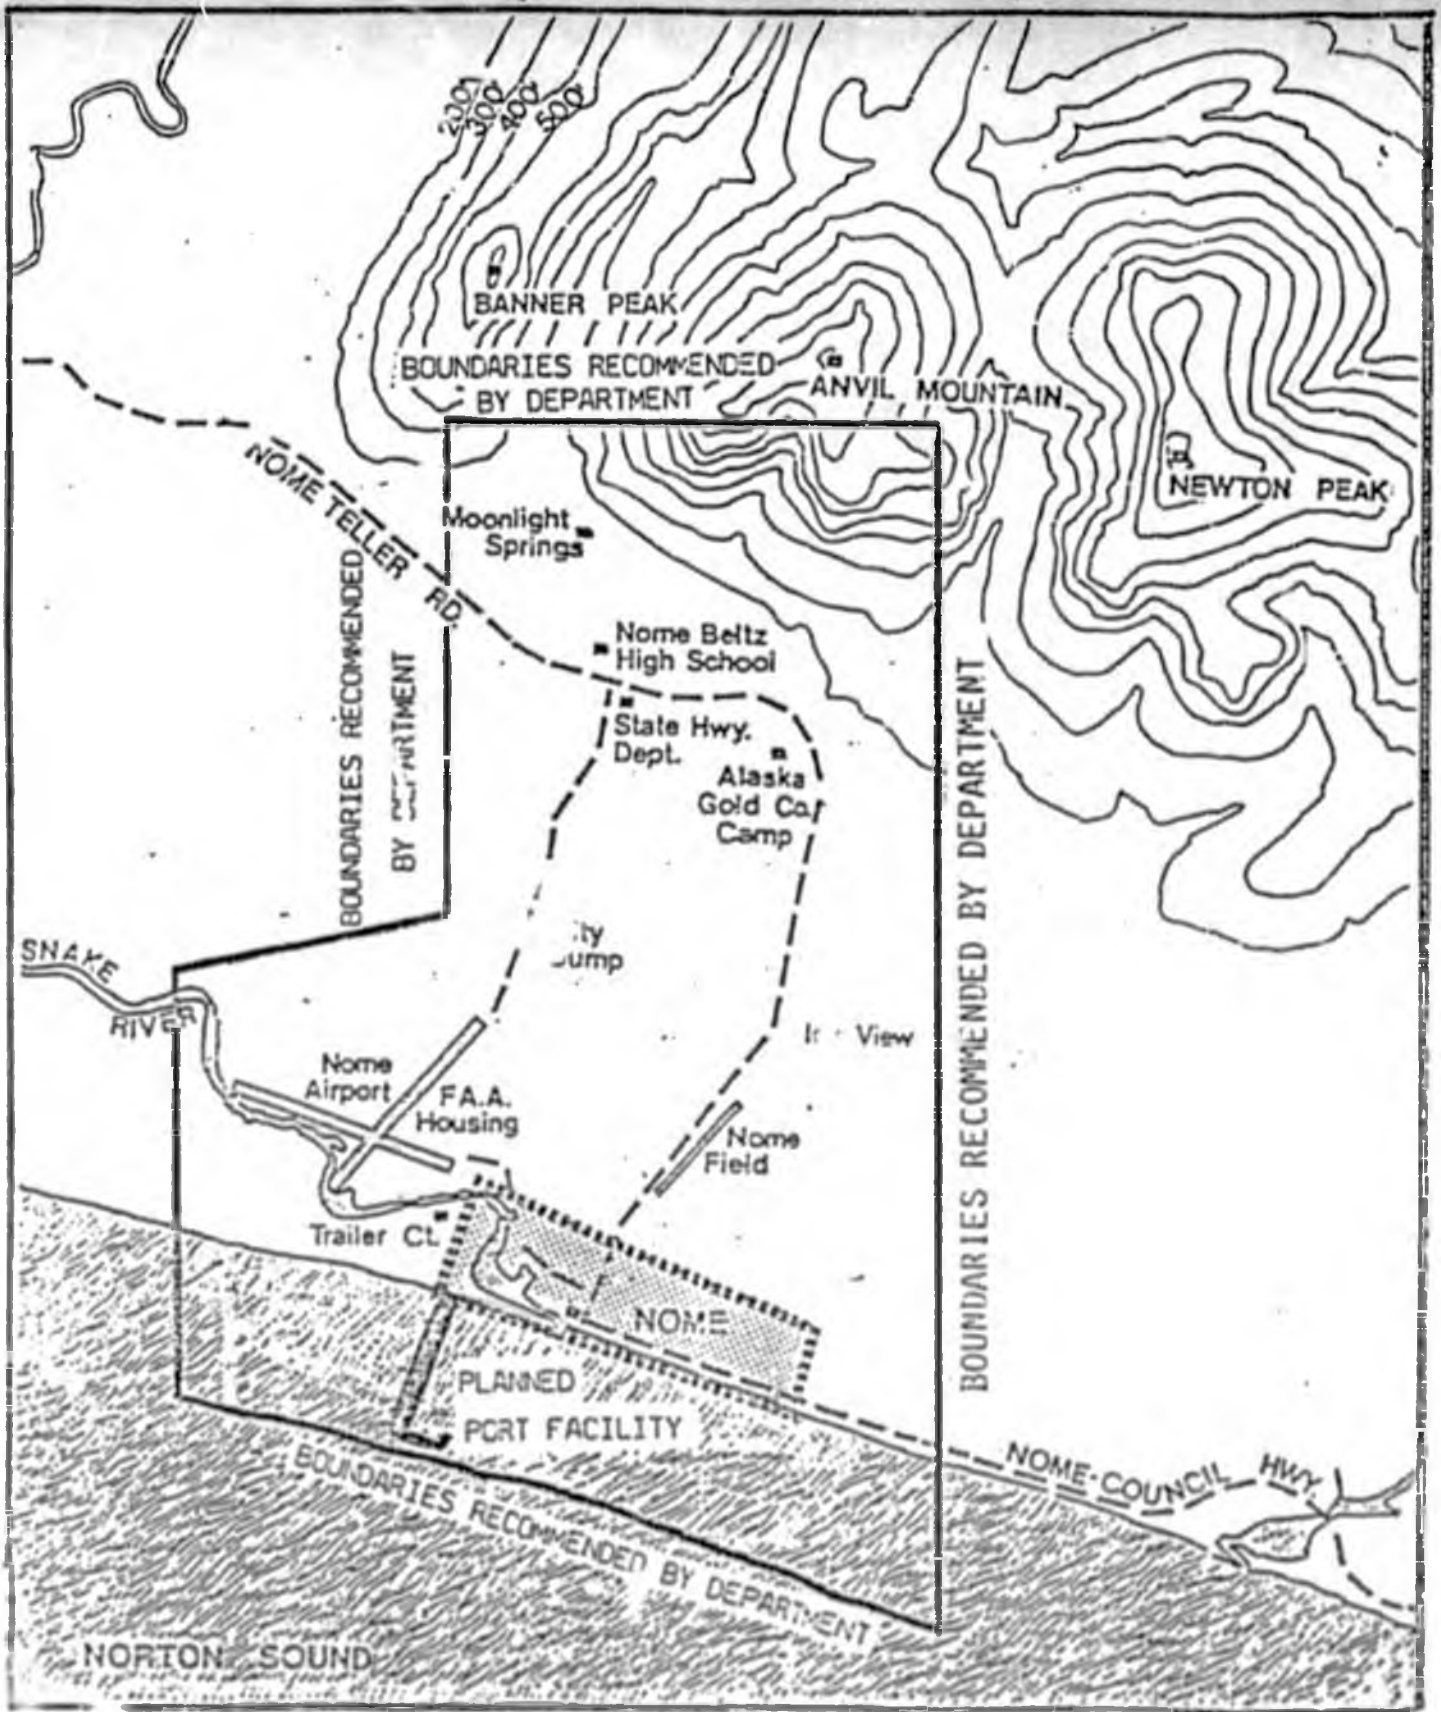 200'
300'
400'
500'
BANNER PEAK
BOUNDARIES RECOMMENDED
BY DEPARTMENT
ANVIL MOUNTAIN
NEWTON PEAK
NOME TELLER RD.
Moonlight
Springs
BOUNDARIES RECOMMENDED
BY DEPARTMENT
Nome Beltz
High School
State Hwy.
Dept.
Alaska
Gold Co.
Camp
BOUNDARIES RECOMMENDED BY DEPARTMENT
SNAKE
RIVER
View
Nome
Airport
F.A.A.
Housing
Nome
Field
Trailer Ct.
NOME
PLANNED
PORT FACILITY
NOME-COUNCIL HWY.
BOUNDARIES RECOMMENDED BY DEPARTMENT
NORTON SOUND